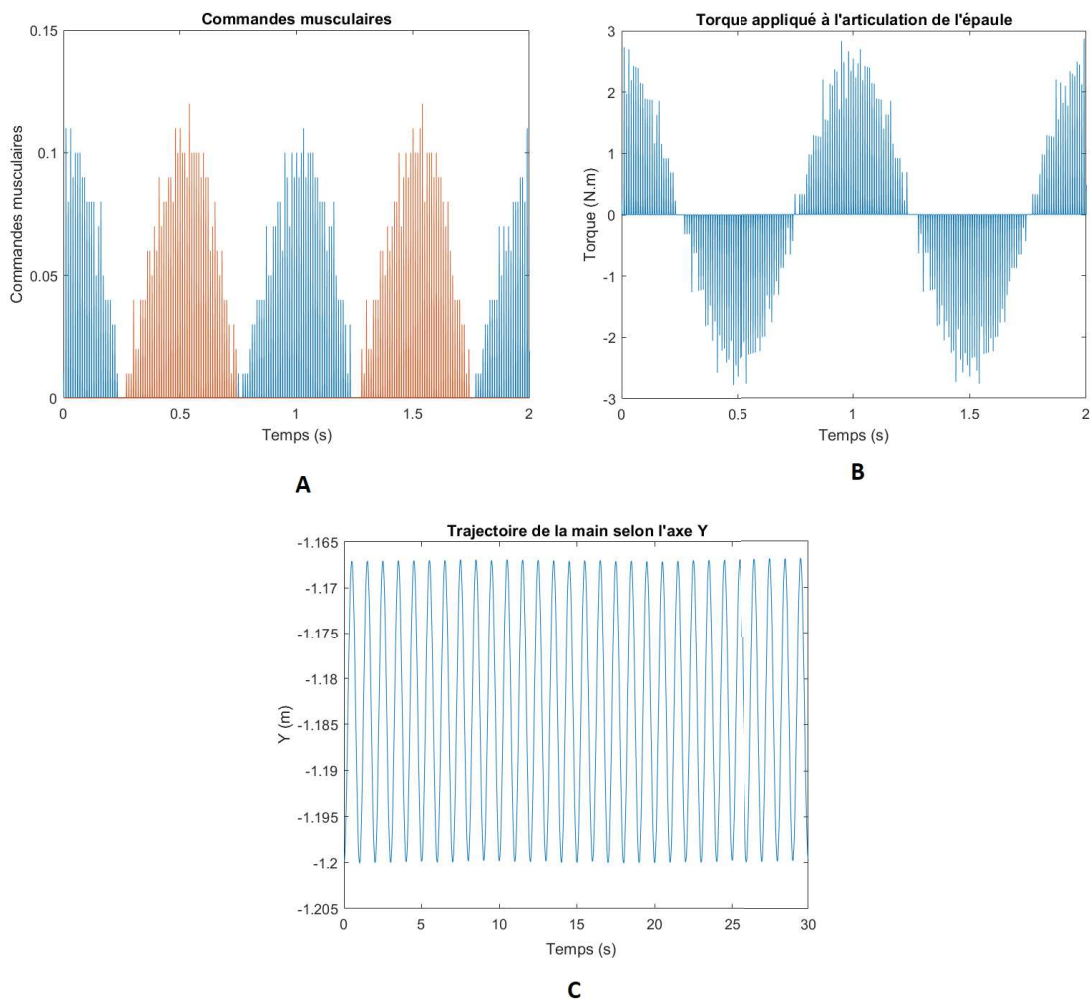 Commandes musculaires
0.15
0.1
0.05
0
Commandes musculaires
0 0.5 1 1.5 2
Temps (s)
A
Torque appliqué à l'articulation de l'épaule
3
2
1
0
-1
-2
-3
Torque (N.m)
0 0.5 1 1.5 2
Temps (s)
B
Trajectoire de la main selon l'axe Y
-1.165
-1.17
-1.175
-1.18
-1.185
-1.19
-1.195
-1.2
-1.205
Y (m)
0 5 10 15 20 25 30
Temps (s)
C